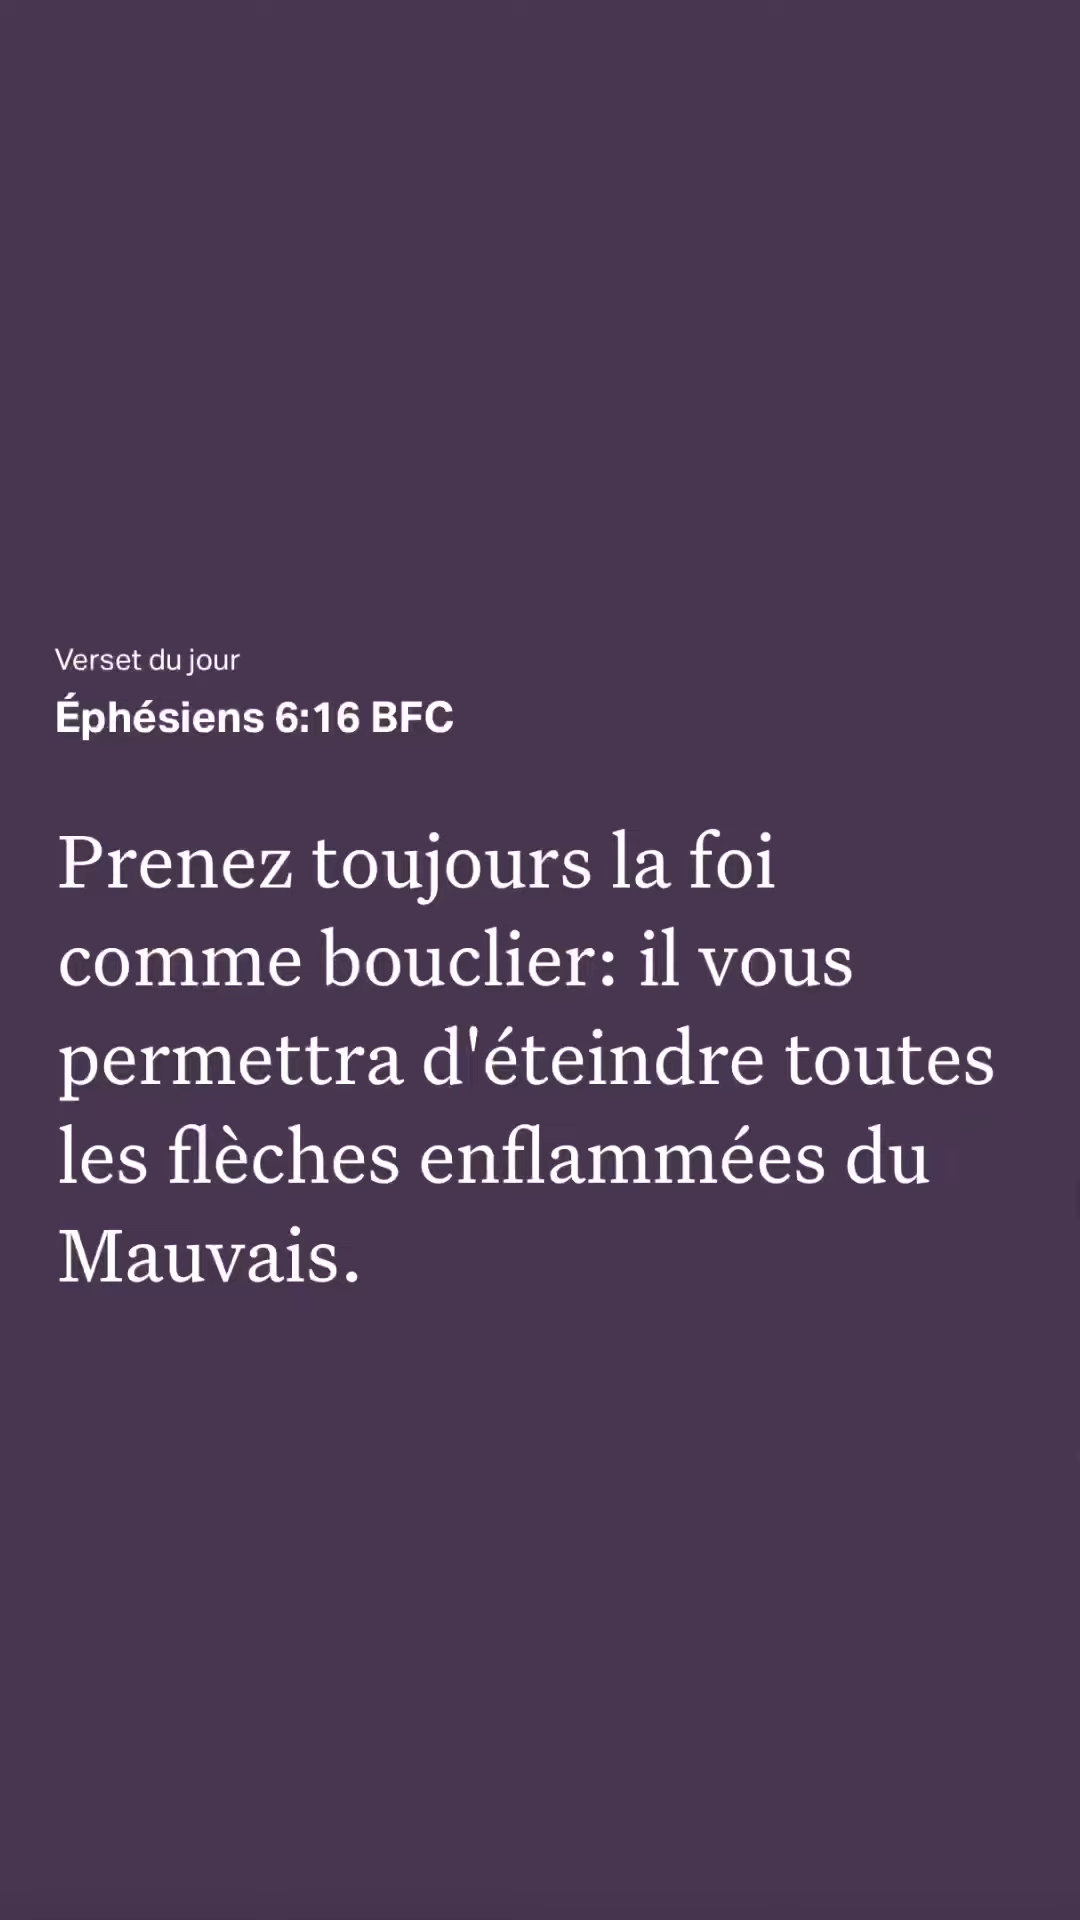 Verset du jour
Éphésiens 6:16 BFC
Prenez toujours la foi
comme bouclier: il vous
permettra d'éteindre toutes
les flèches enflammées du
Mauvais.